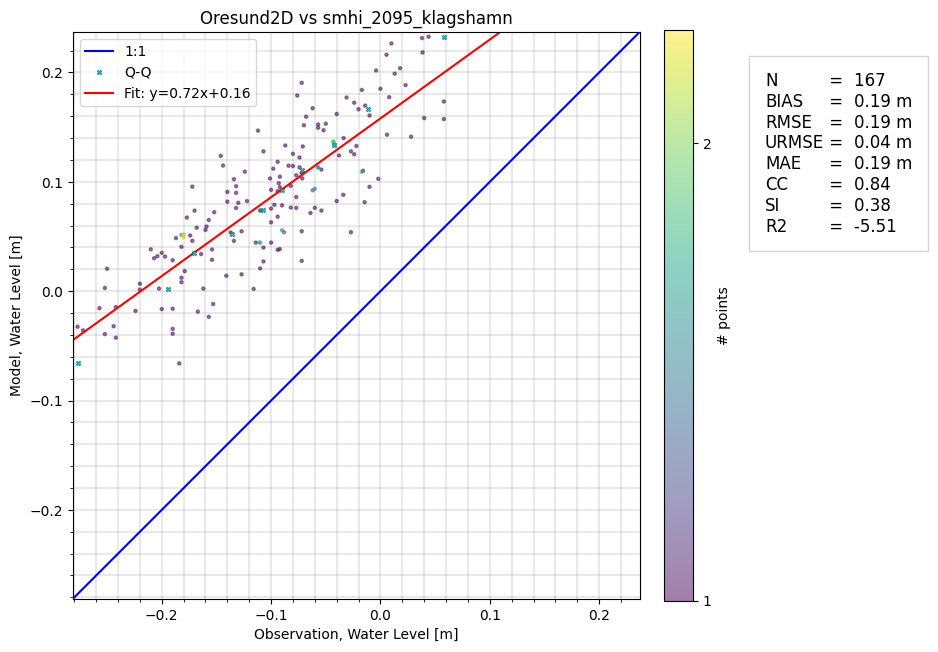 Oresund2D vs smhi_2095_klagshamn
1:1
Q-Q
Fit: y=0.72x+0.16
Model, Water Level [m]
0.2
0.1
0.0
−0.1
−0.2
−0.2
−0.1
0.0
0.1
0.2
Observation, Water Level [m]
2
1
# points
N = 167
BIAS = 0.19 m
RMSE = 0.19 m
URMSE = 0.04 m
MAE = 0.19 m
CC = 0.84
SI = 0.38
R2 = -5.51